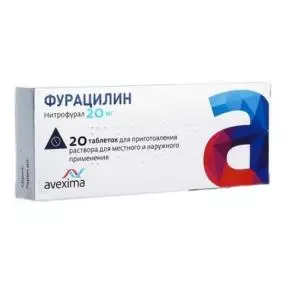 ФУРАЦИЛИН
Нитрофурал 20 мг
20 таблеток для приготовления
раствора для местного и наружного
применения
avexima